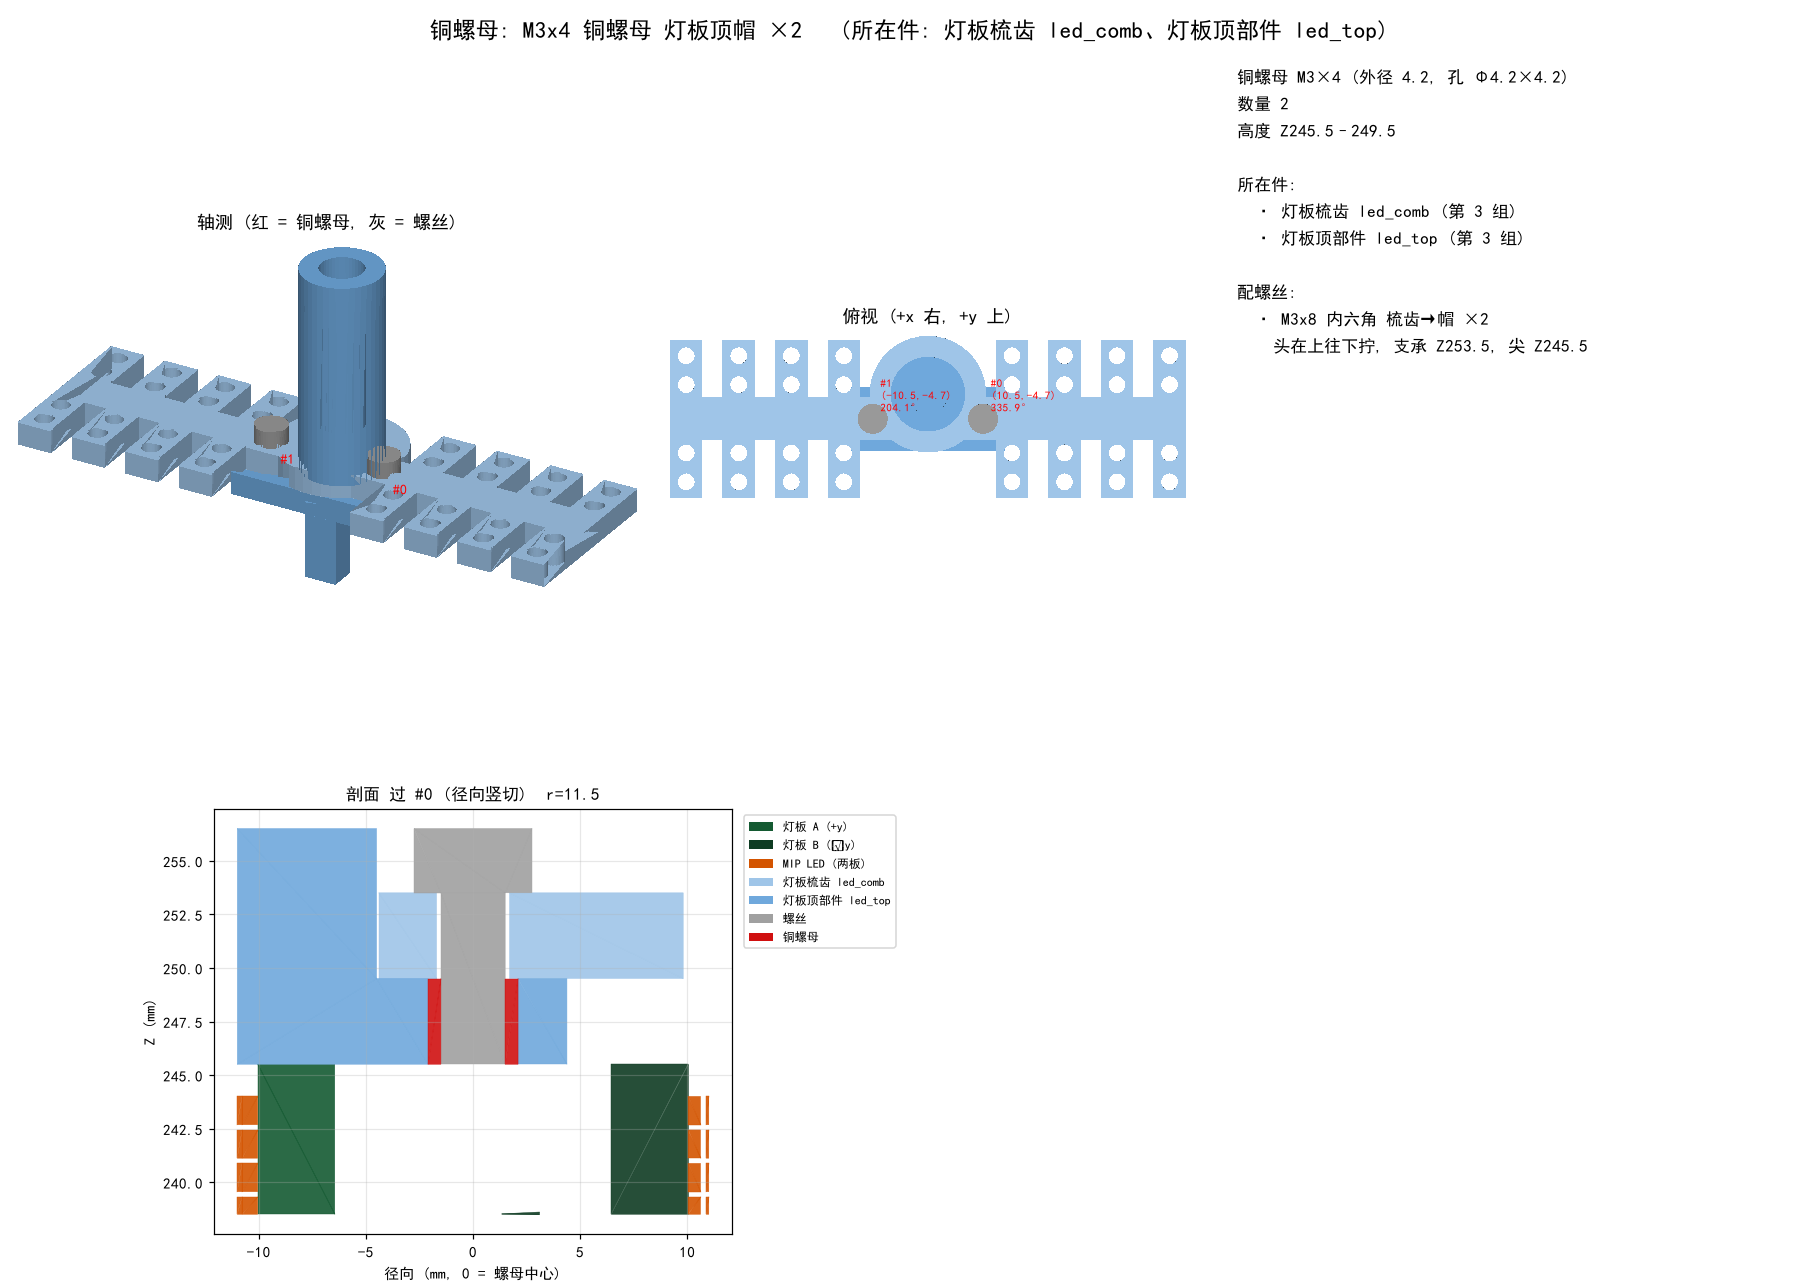 铜螺母: M3x4 铜螺母 灯板顶帽 ×2 (所在件: 灯板梳齿 led_comb、灯板顶部件 led_top)
铜螺母 M3×4 (外径 4.2, 孔 Φ4.2×4.2)
数量 2
高度 Z245.5–249.5
所在件:
· 灯板梳齿 led_comb (第 3 组)
· 灯板顶部件 led_top (第 3 组)
配螺丝:
· M3x8 内六角 梳齿→帽 ×2
头在上往下拧, 支承 Z253.5, 尖 Z245.5
轴测 (红 = 铜螺母, 灰 = 螺丝)
#1
#0
俯视 (+x 右, +y 上)
#1
(-10.5,-4.7)
204.1°
#0
(10.5,-4.7)
335.9°
剖面 过 #0 (径向竖切) r=11.5
255.0
252.5
250.0
247.5
245.0
242.5
240.0
Z (mm)
−10
−5
0
5
10
径向 (mm, 0 = 螺母中心)
灯板 A (+y)
灯板 B (y)
MIP LED (两板)
灯板梳齿 led_comb
灯板顶部件 led_top
螺丝
铜螺母